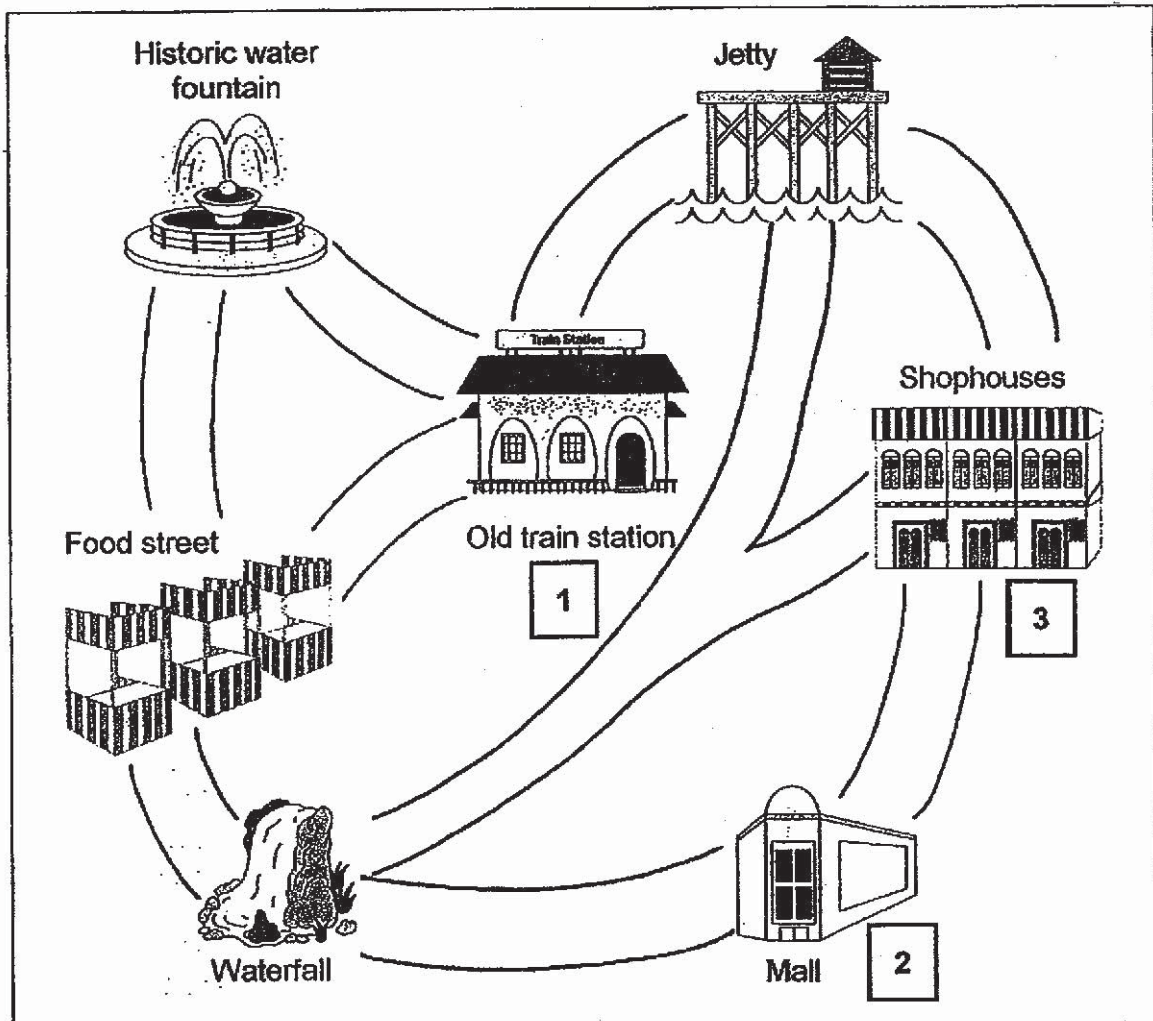 Historic water
fountain
Jetty
Train Station
Shophouses
Food street
Old train station
1
3
Waterfall
Mall
2